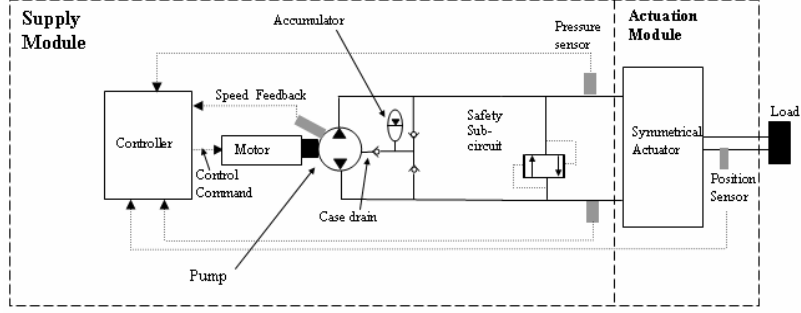 Supply
Module
Accumulator
Pressure
sensor
Actuation
Module
Speed Feedback
Controller
Motor
Control
Command
Safety
Sub-
circuit
Symmetrical
Actuator
Load
Case drain
Position
Sensor
Pump